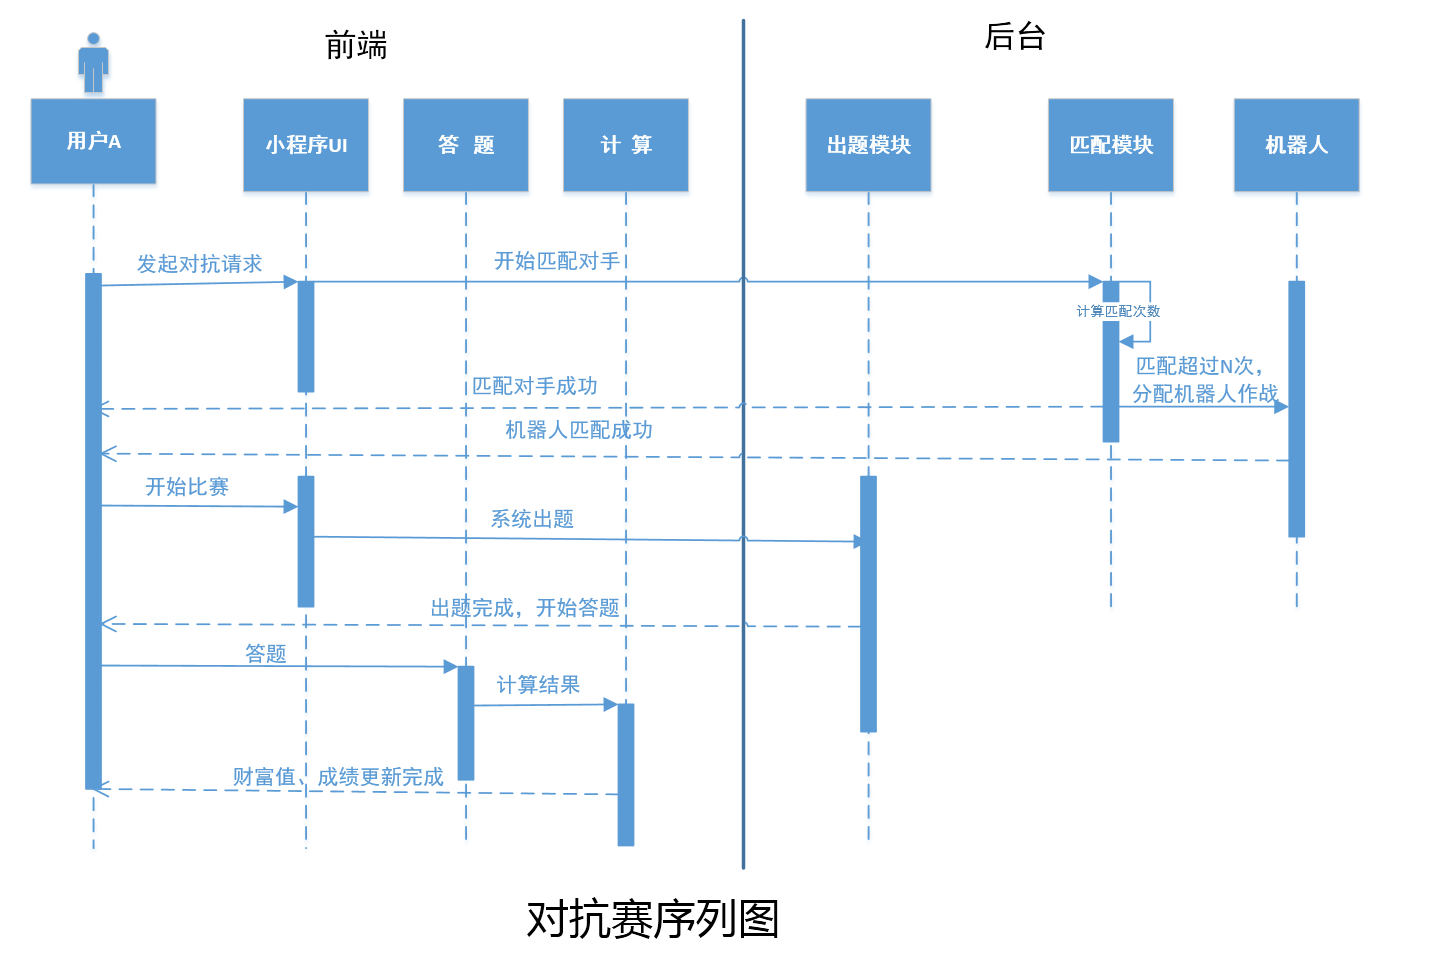 前端
后台
用户A
小程序UI
答 题
计 算
出题模块
匹配模块
机器人
发起对抗请求
开始匹配对手
计算匹配次数
匹配超过N次，
分配机器人作战
匹配对手成功
机器人匹配成功
开始比赛
系统出题
出题完成，开始答题
答题
计算结果
财富值、成绩更新完成
对抗赛序列图